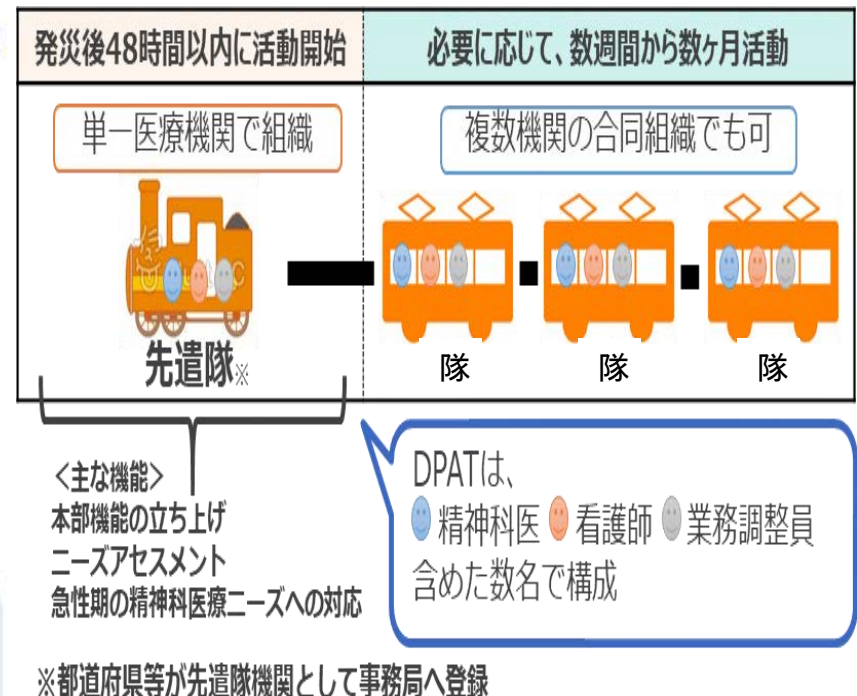 発災後48時間以内に活動開始
必要に応じて、数週間から数ヶ月活動
単一医療機関で組織
複数機関の合同組織でも可
先遣隊※
隊
隊
隊
<主な機能>
本部機能の立ち上げ
ニーズアセスメント
急性期の精神科医療ニーズへの対応
DPATは、
精神科医 看護師 業務調整員
含めた数名で構成
※都道府県等が先遣隊機関として事務局へ登録